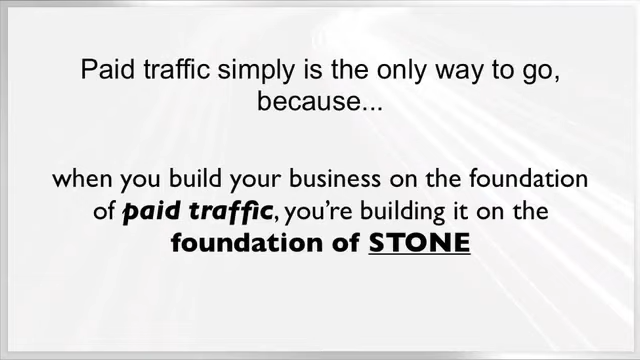 Paid traffic simply is the only way to go,
because...
when you build your business on the foundation
of paid traffic, you’re building it on the
foundation of STONE